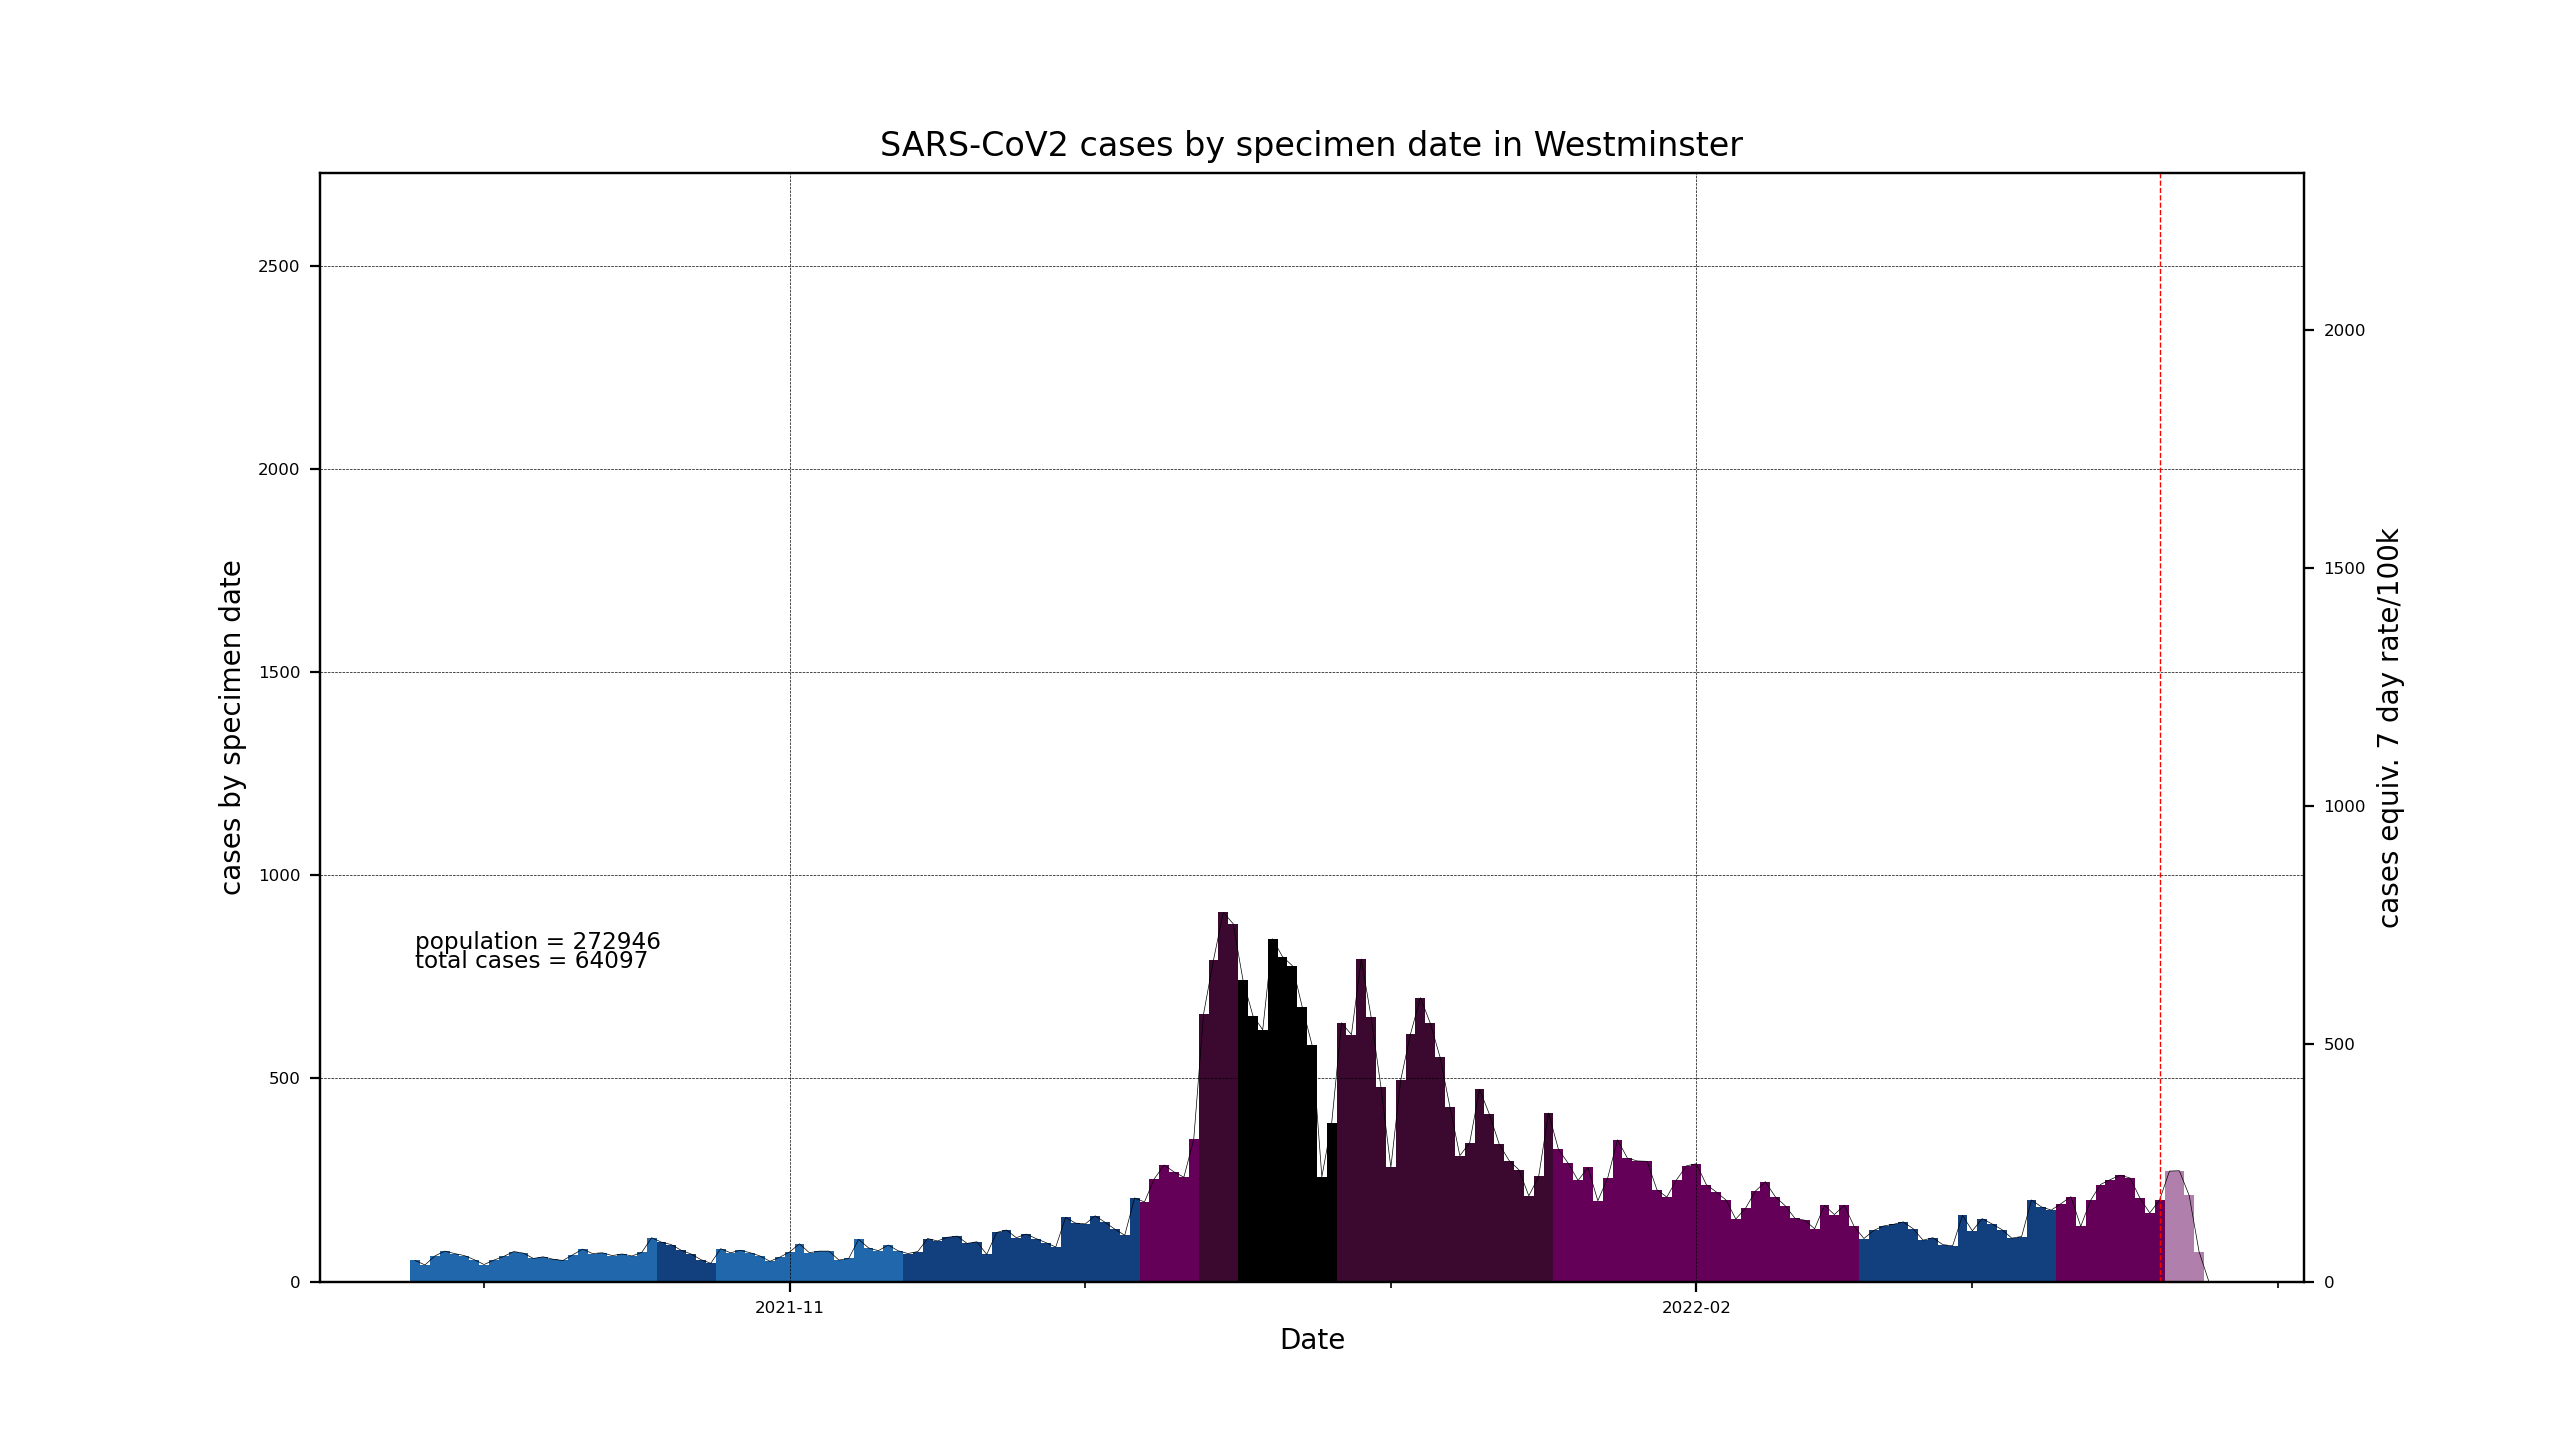 SARS-CoV2 cases by specimen date in Westminster
cases by specimen date
2500
2000
1500
1000
500
0
population = 272946
total cases = 64097
2000
1500
1000
500
0
cases equiv. 7 day rate/100k
2021-11
2022-02
Date